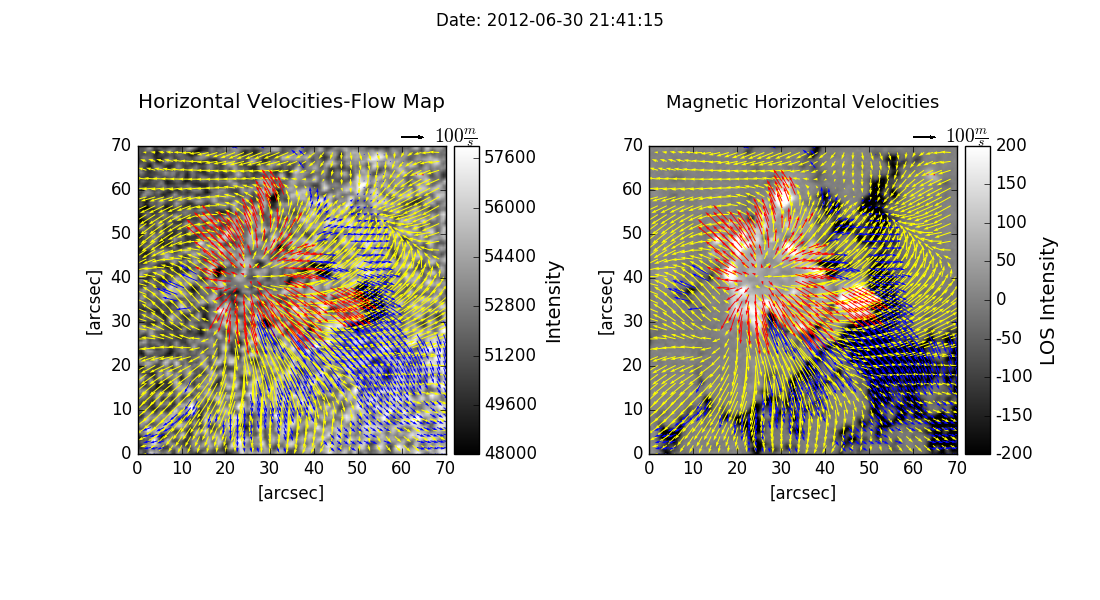 Date: 2012-06-30 21:41:15
Horizontal Velocities-Flow Map
100 m/s
70
60
50
40
30
20
10
0
[arcsec]
0 10 20 30 40 50 60 70
[arcsec]
57600
56000
54400
52800
51200
49600
48000
Intensity
Magnetic Horizontal Velocities
100 m/s
70
60
50
40
30
20
10
0
[arcsec]
0 10 20 30 40 50 60 70
[arcsec]
200
150
100
50
0
-50
-100
-150
-200
LOS Intensity